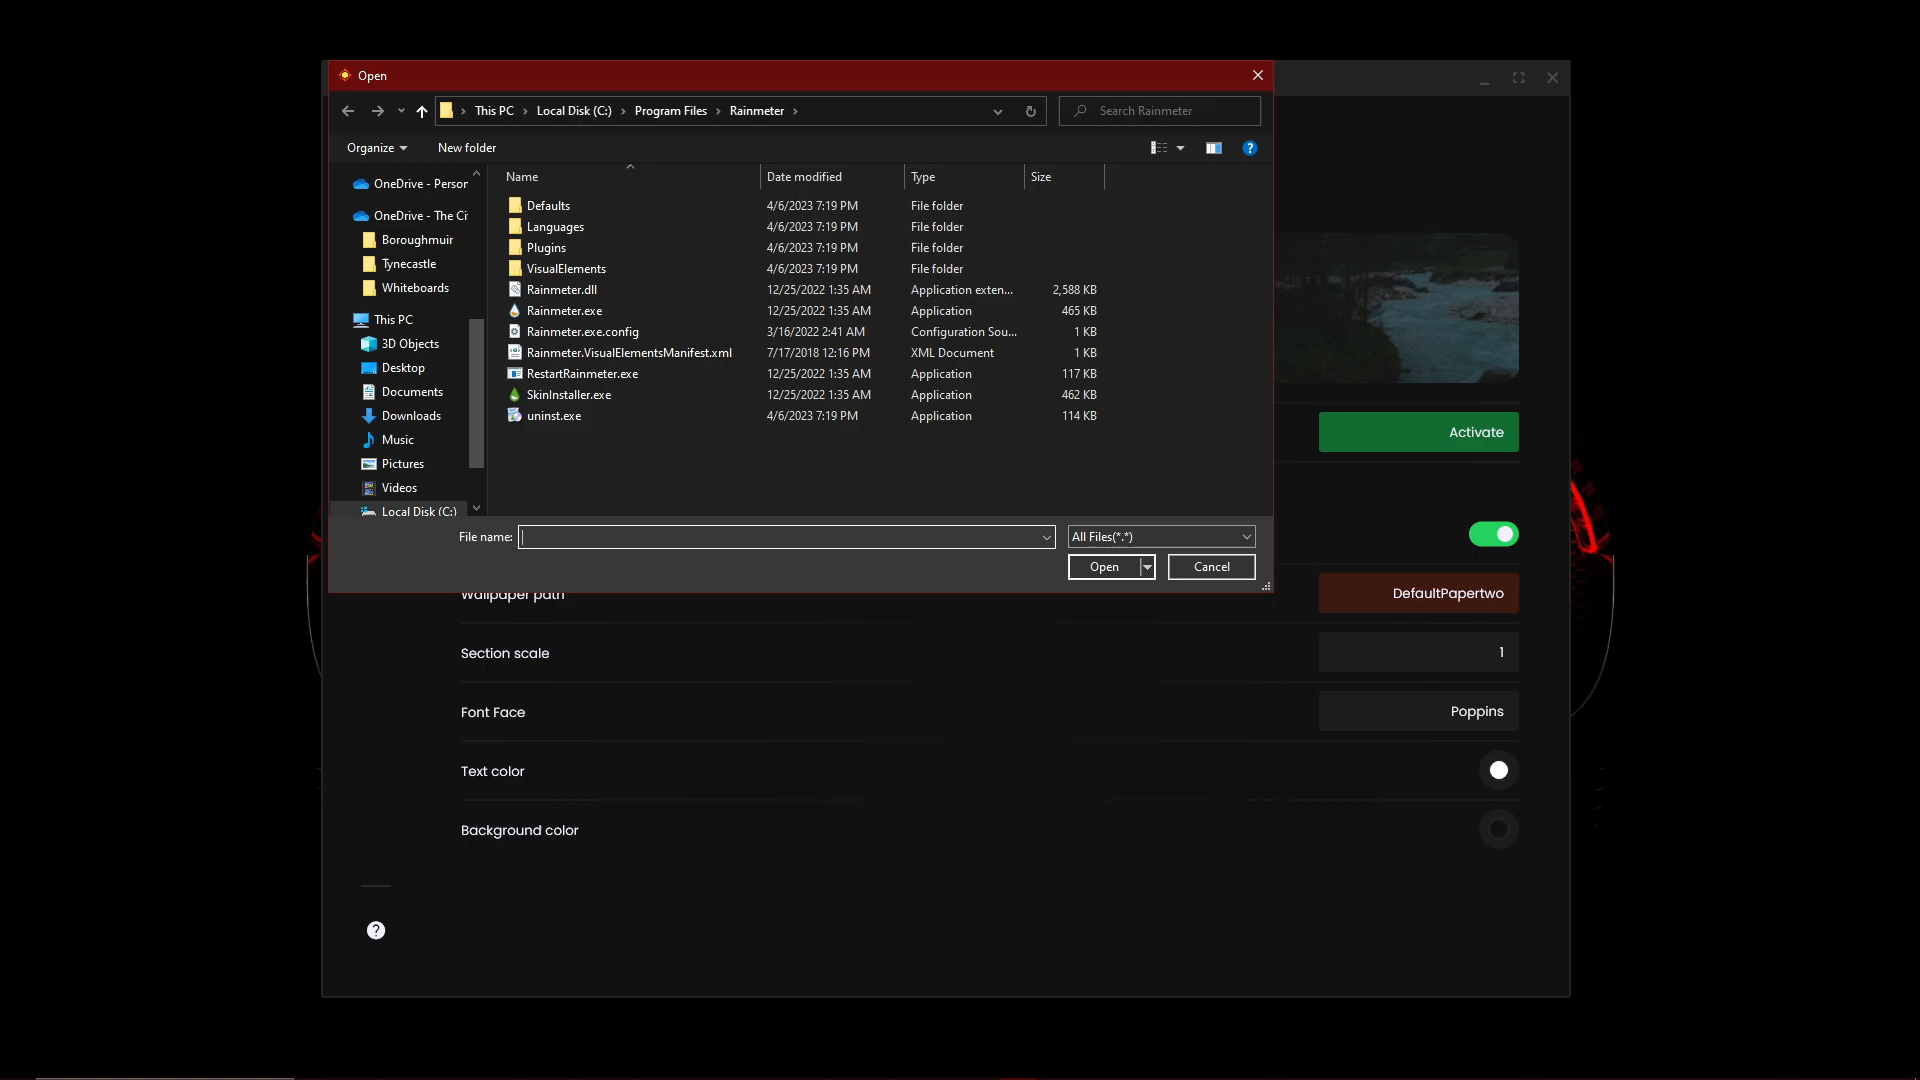 Open
This PC
Local Disk (C:)
Program Files
Rainmeter
Search Rainmeter
Organize
New folder
?
Name
Date modified
Type
Size
OneDrive - Person
OneDrive - The Cit
Boroughmuir
Tynecastle
Whiteboards
This PC
3D Objects
Desktop
Documents
Downloads
Music
Pictures
Videos
Local Disk (C:)
Defaults 4/6/2023 7:19 PM File folder
Languages 4/6/2023 7:19 PM File folder
Plugins 4/6/2023 7:19 PM File folder
VisualElements 4/6/2023 7:19 PM File folder
Rainmeter.dll 12/25/2022 1:35 AM Application exten... 2,588 KB
Rainmeter.exe 12/25/2022 1:35 AM Application 465 KB
Rainmeter.exe.config 3/16/2022 2:41 AM Configuration Sou... 1 KB
Rainmeter.VisualElementsManifest.xml 7/17/2018 12:16 PM XML Document 1 KB
RestartRainmeter.exe 12/25/2022 1:35 AM Application 117 KB
SkinInstaller.exe 12/25/2022 1:35 AM Application 462 KB
uninst.exe 4/6/2023 7:19 PM Application 114 KB
File name:
All Files(*.*)
Open
Cancel
Activate
Wallpaper path
DefaultPapertwo
Section scale
1
Font Face
Poppins
Text color
Background color
?